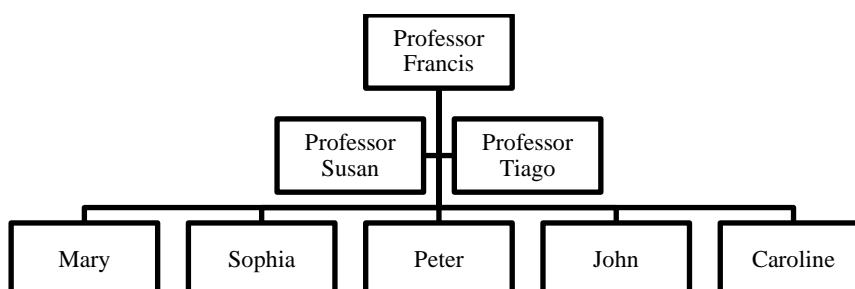 Professor
Francis
Professor
Susan
Professor
Tiago
Mary
Sophia
Peter
John
Caroline